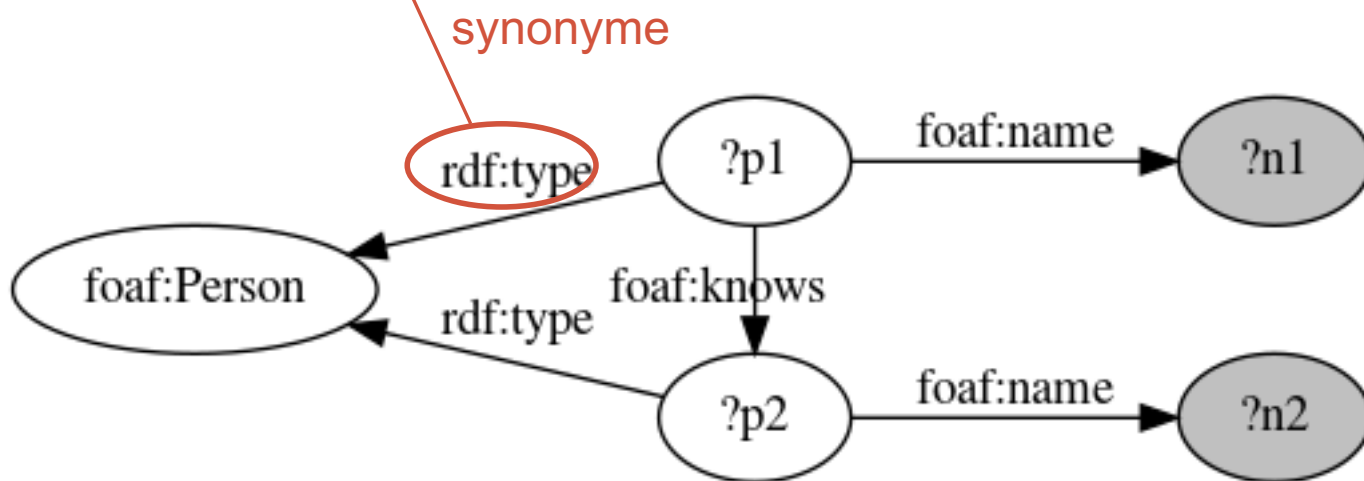 synonyme
foaf:name
?p1
?n1
rdf:type
foaf:Person
foaf:knows
rdf:type
foaf:name
?p2
?n2